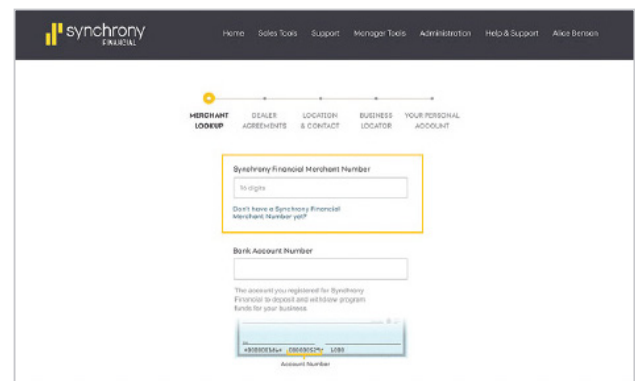 synchrony
FINANCIAL
Home Sales Tools Support Manager Tools Administration Help & Support Alice Benson
MERCHANT LOOKUP
DEALER AGREEMENTS
LOCATION & CONTACT
BUSINESS LOCATOR
YOUR PERSONAL ACCOUNT
Synchrony Financial Merchant Number
16 digits
Don't have a Synchrony Financial
Merchant Number yet?
Bank Account Number
The account you registered for Synchrony
Financial to deposit and withdraw program
funds for your business
Account Number